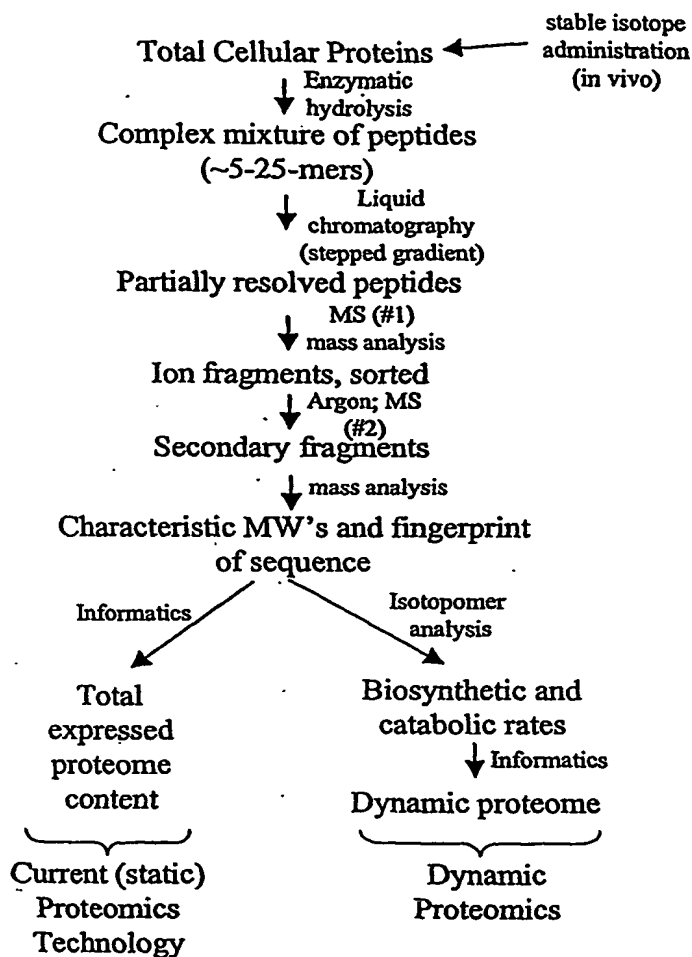 stable isotope
administration
(in vivo)
Total Cellular Proteins
Enzymatic
hydrolysis
Complex mixture of peptides
(~5-25-mers)
Liquid
chromatography
(stepped gradient)
Partially resolved peptides
MS (#1)
mass analysis
Ion fragments, sorted
Argon; MS
(#2)
Secondary fragments
mass analysis
Characteristic MW's and fingerprint
of sequence
Informatics
Isotopomer
analysis
Total
expressed
proteome
content
Biosynthetic and
catabolic rates
Informatics
Dynamic proteome
Current (static)
Proteomics
Technology
Dynamic
Proteomics